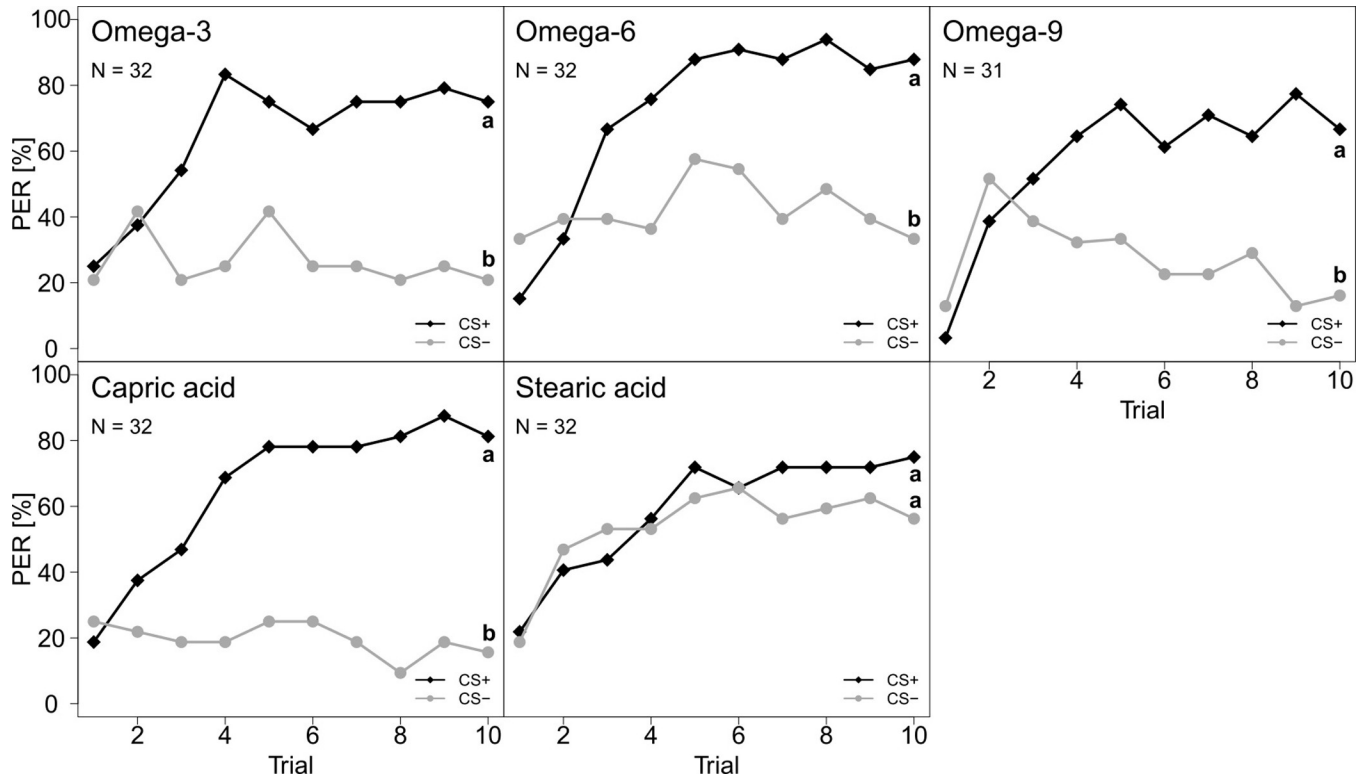 Omega-3
N = 32
PER [%]
100
80
60
40
20
0
a
b
CS+
CS−
Omega-6
N = 32
a
b
CS+
CS−
Omega-9
N = 31
a
b
CS+
CS−
2 4 6 8 10
Trial
Capric acid
N = 32
PER [%]
100
80
60
40
20
0
a
b
CS+
CS−
2 4 6 8 10
Trial
Stearic acid
N = 32
a
a
CS+
CS−
2 4 6 8 10
Trial